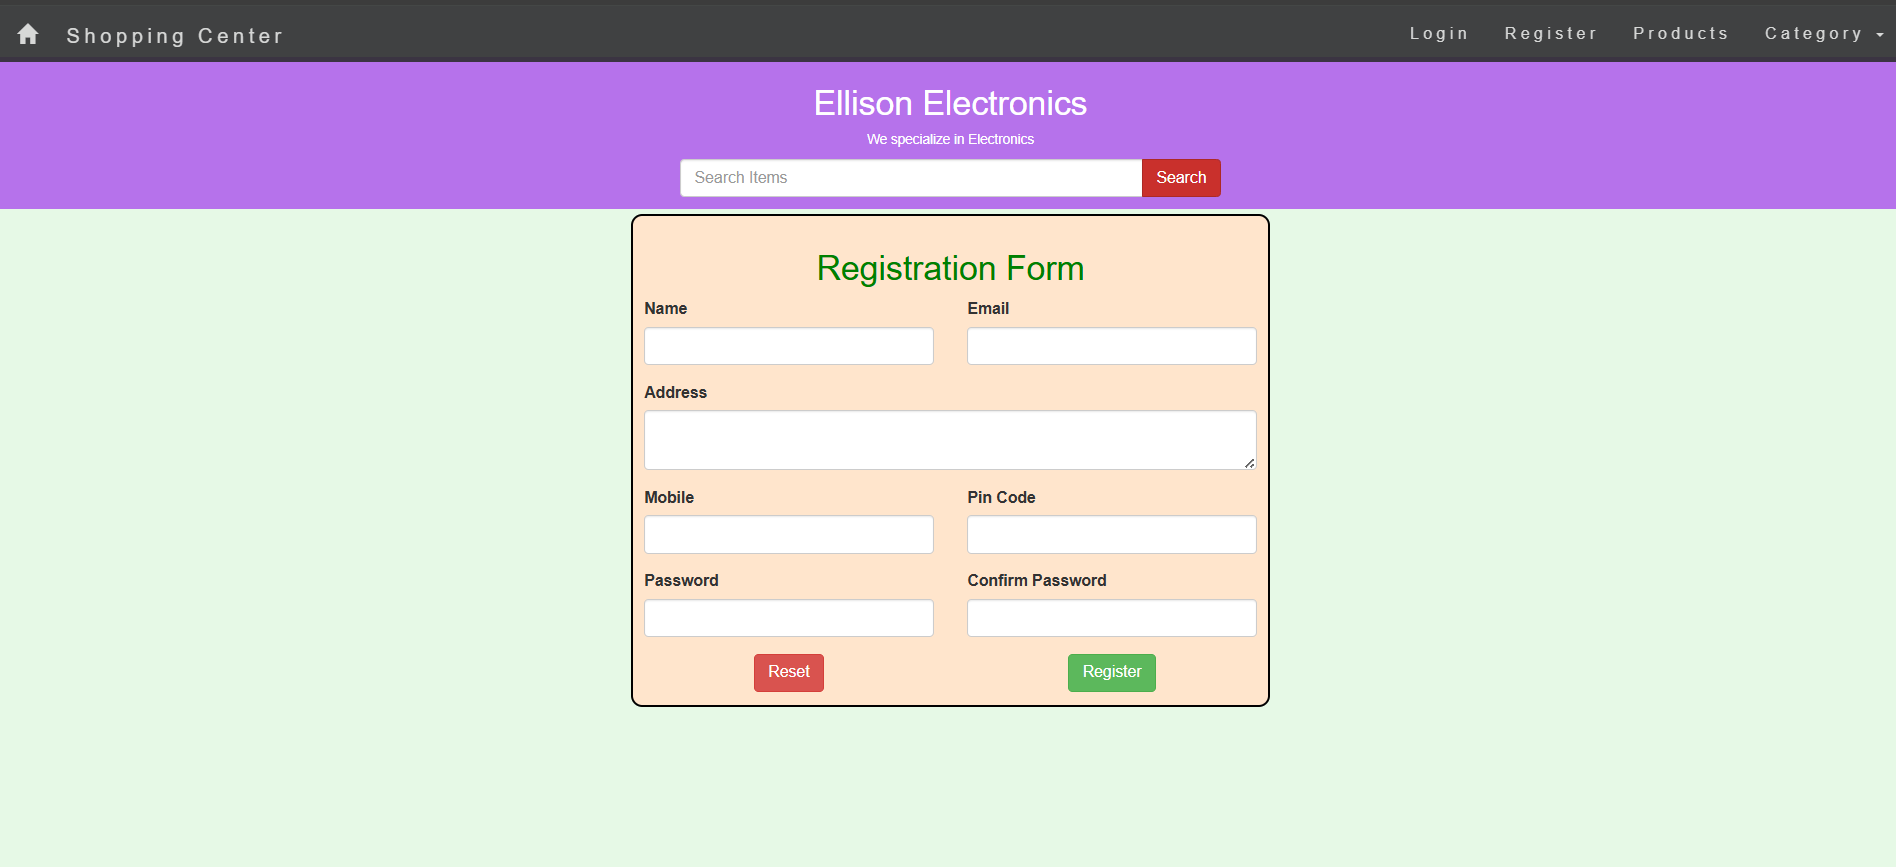 Shopping Center Login Register Products Category
Ellison Electronics
We specialize in Electronics
Search Items Search
Registration Form
Name Email
Address
Mobile Pin Code
Password Confirm Password
Reset Register